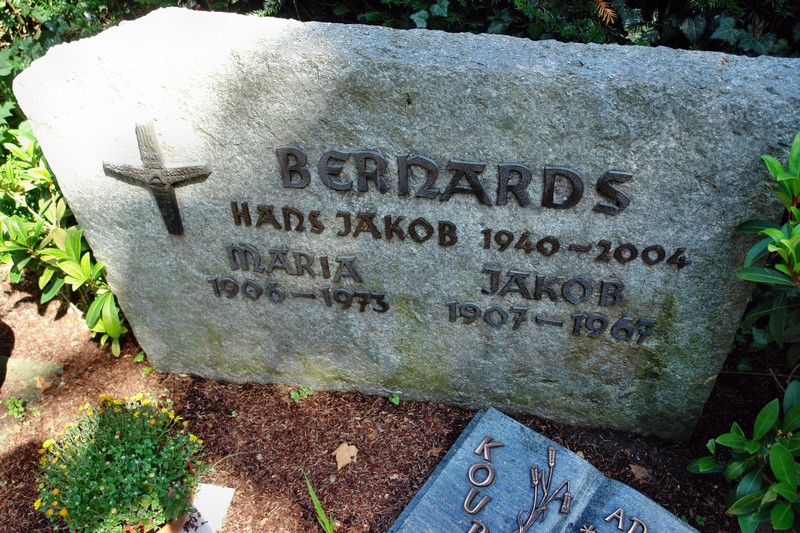 BERNARDS
HANS JAKOB 1940–2004
MARIA JAKOB
1906–1973 1907–1967